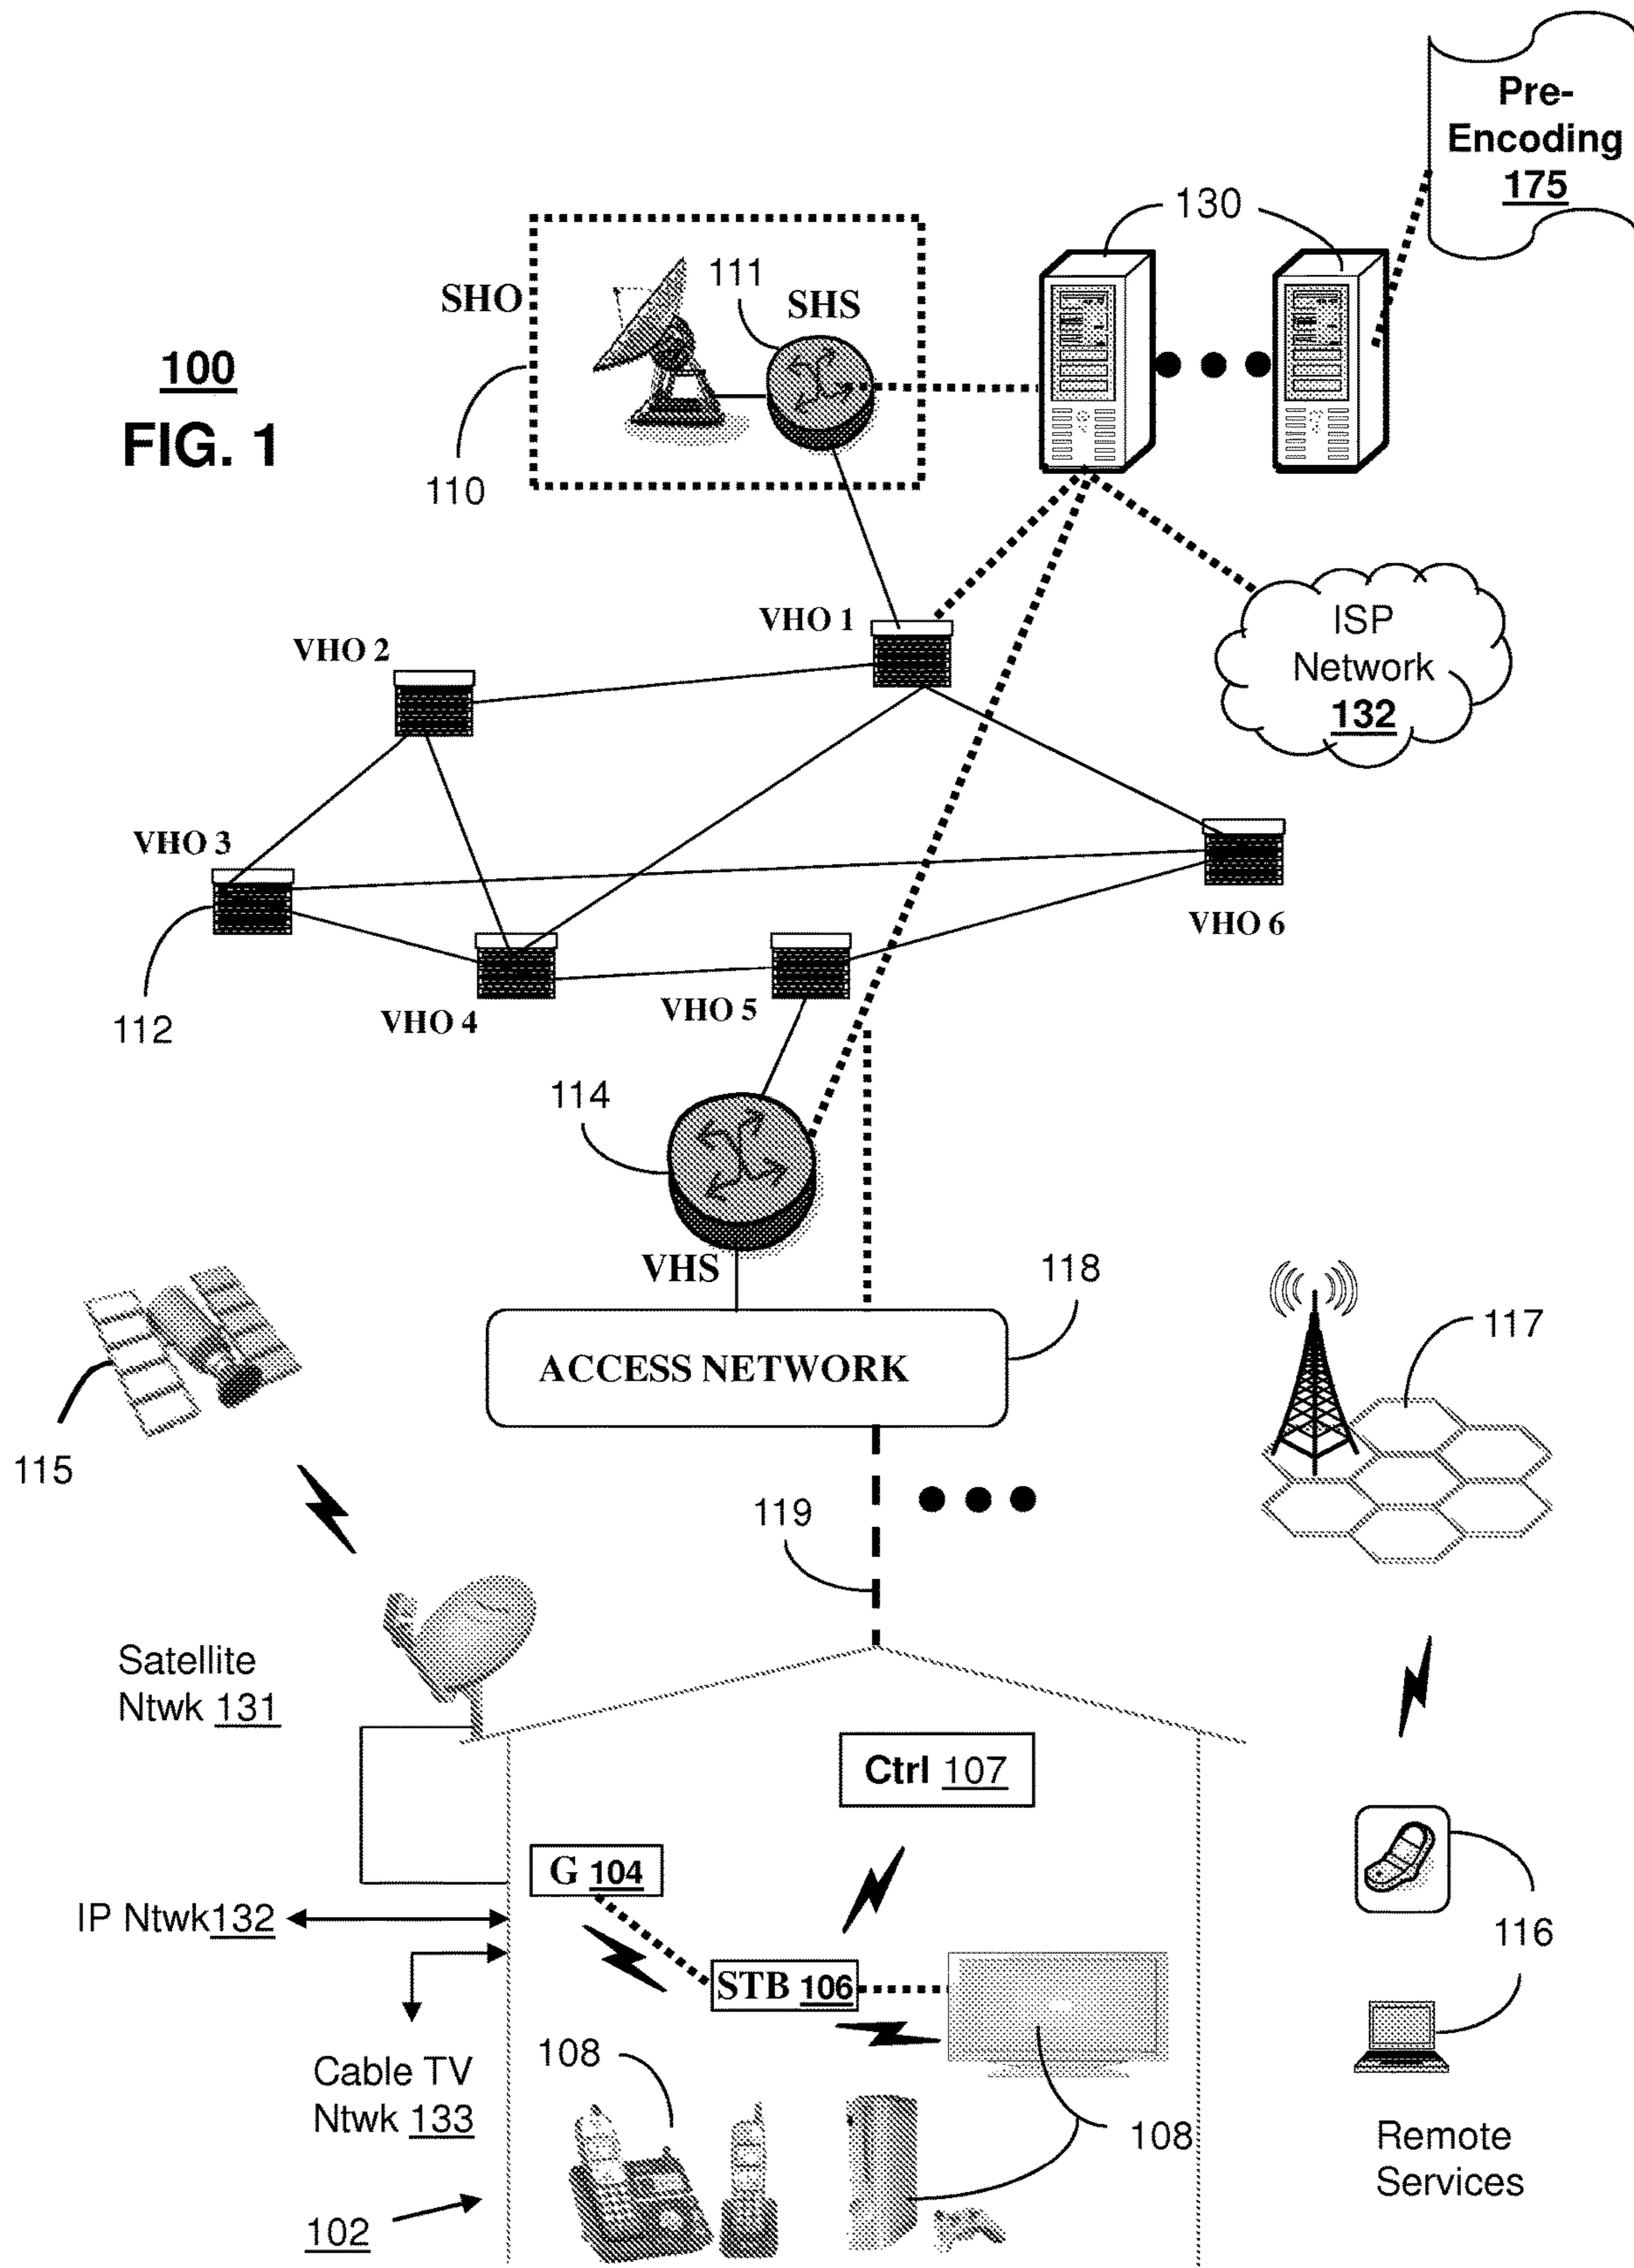 Pre-
Encoding
175
130
111
SHO
SHS
100
FIG. 1
110
VHO 1
ISP
Network
132
VHO 2
VHO 3
VHO 6
112
VHO 4
VHO 5
114
VHS
118
117
ACCESS NETWORK
115
119
Satellite
Ntwk 131
Ctrl 107
G 104
IP Ntwk132
116
STB 106
Cable TV
Ntwk 133
108
108
Remote
Services
102